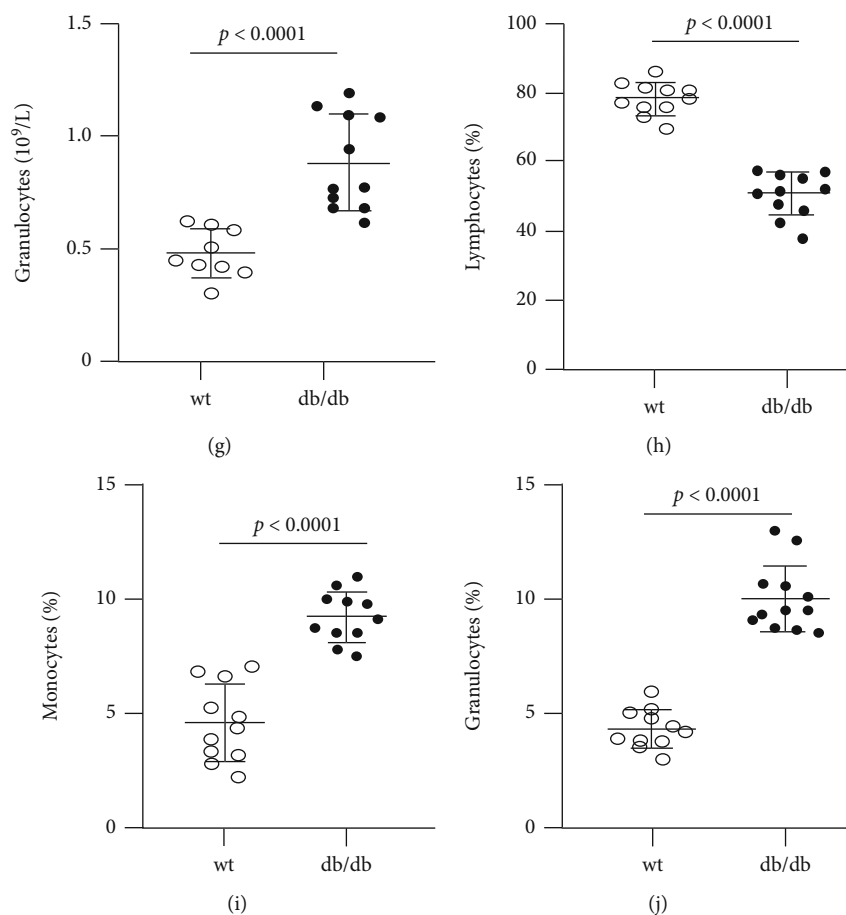 1.5
1.0
0.5
0
Granulocytes (10⁹/L)
p < 0.0001
wt
db/db
(g)
100
80
60
40
20
0
Lymphocytes (%)
p < 0.0001
wt
db/db
(h)
15
10
5
0
Monocytes (%)
p < 0.0001
wt
db/db
(i)
15
10
5
0
Granulocytes (%)
p < 0.0001
wt
db/db
(j)